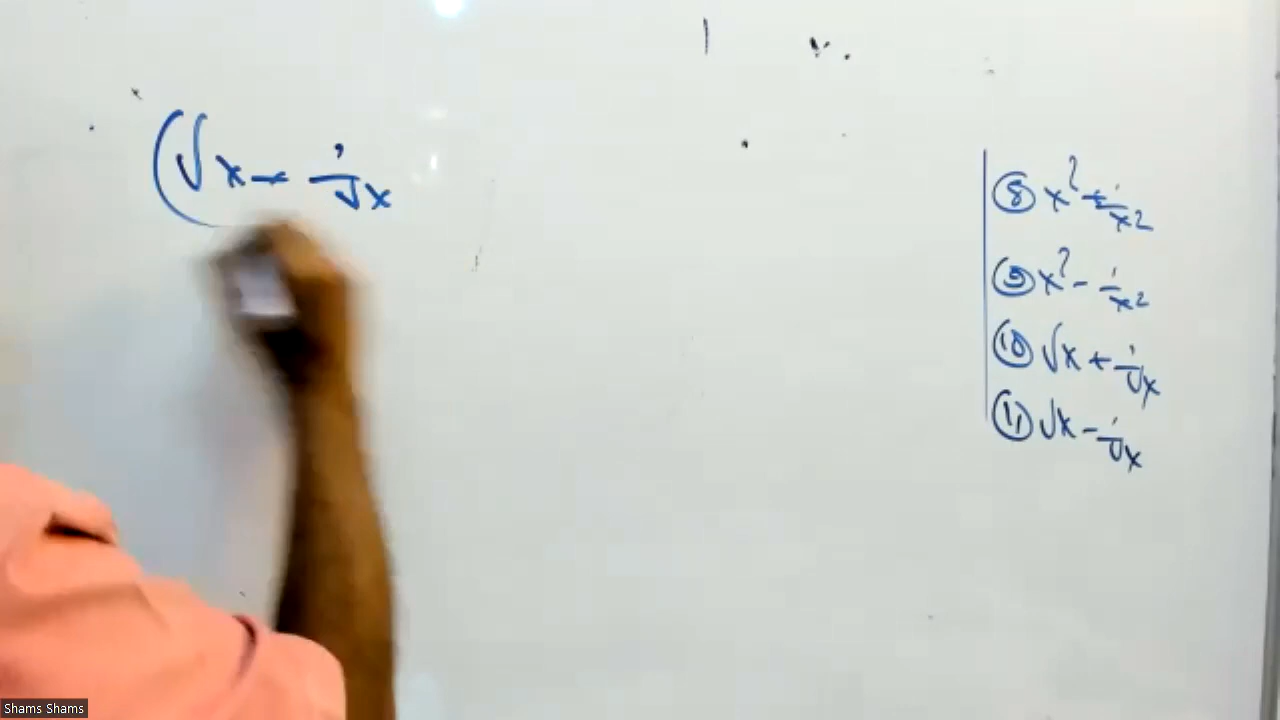 (√x - 1/√x
⑧ x² + 1/x²
⑨ x² - 1/x²
⑩ √x + 1/√x
⑪ √x - 1/√x
Shams Shams